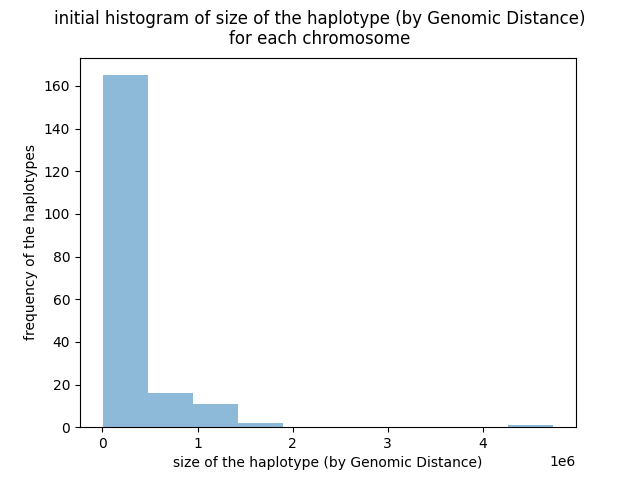 initial histogram of size of the haplotype (by Genomic Distance)
for each chromosome
160
140
120
100
80
60
40
20
0
frequency of the haplotypes
0 1 2 3 4
1e6
size of the haplotype (by Genomic Distance)